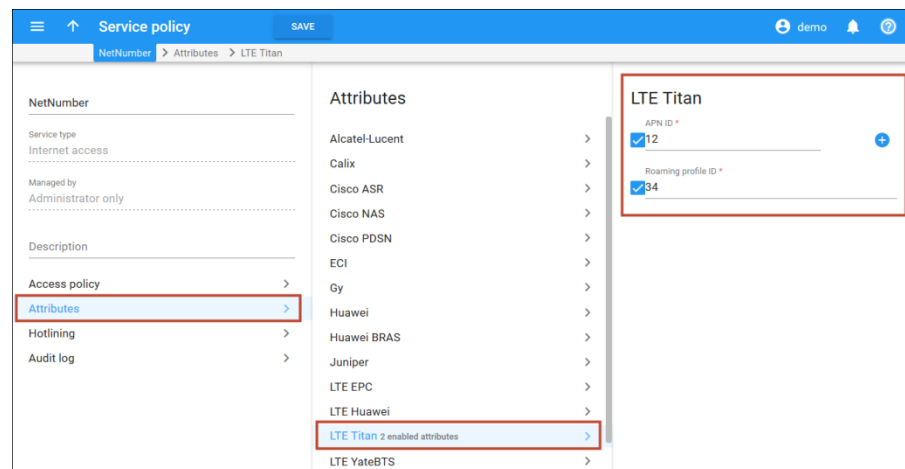 Service policy
SAVE
demo
NetNumber > Attributes > LTE Titan
NetNumber
Service type
Internet access
Managed by
Administrator only
Description
Access policy
Attributes
Hotlining
Audit log
Attributes
Alcatel-Lucent
Calix
Cisco ASR
Cisco NAS
Cisco PDSN
ECI
Gy
Huawei
Huawei BRAS
Juniper
LTE EPC
LTE Huawei
LTE Titan 2 enabled attributes
LTE YateBTS
LTE Titan
APN ID *
12
Roaming profile ID *
34